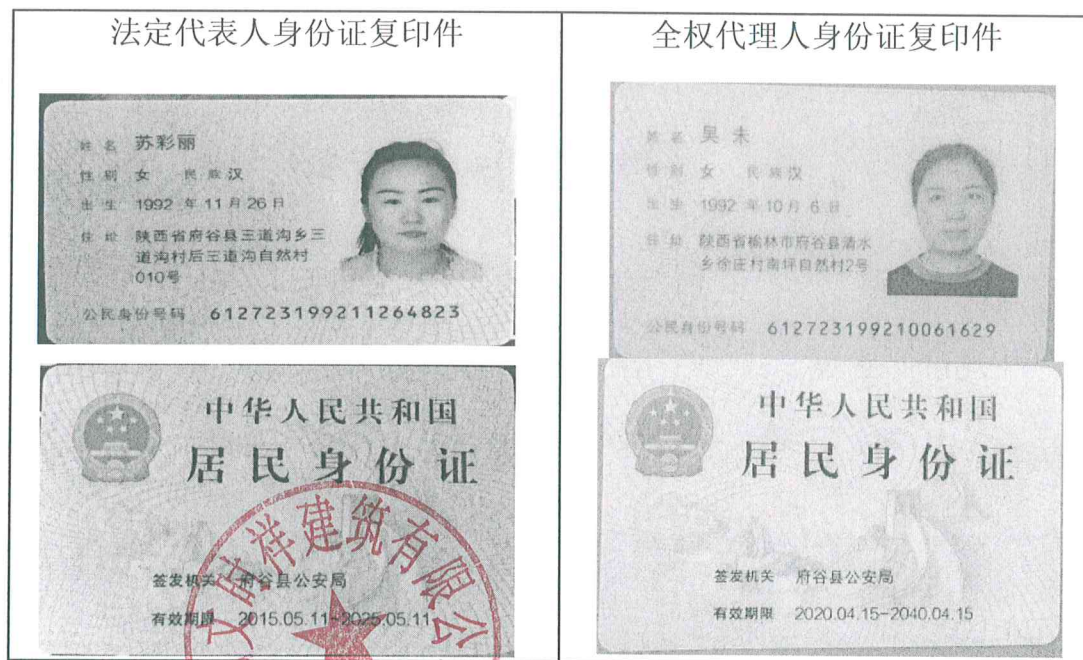 法定代表人身份证复印件
姓名 苏彩丽
性别 女 民族 汉
出生 1992 年 11 月 26 日
住址 陕西省府谷县三道沟乡三
道沟村后三道沟自然村
010号
公民身份号码 612723199211264823
中华人民共和国
居民身份证
祥建筑有限公
签发机关 府谷县公安局
有效期限 2015.05.11-2025.05.11
全权代理人身份证复印件
姓名 吴未
性别 女 民族 汉
出生 1992 年 10 月 6 日
住址 陕西省榆林市府谷县清水
乡徐庄村南坪自然村2号
公民身份号码 612723199210061629
中华人民共和国
居民身份证
签发机关 府谷县公安局
有效期限 2020.04.15-2040.04.15